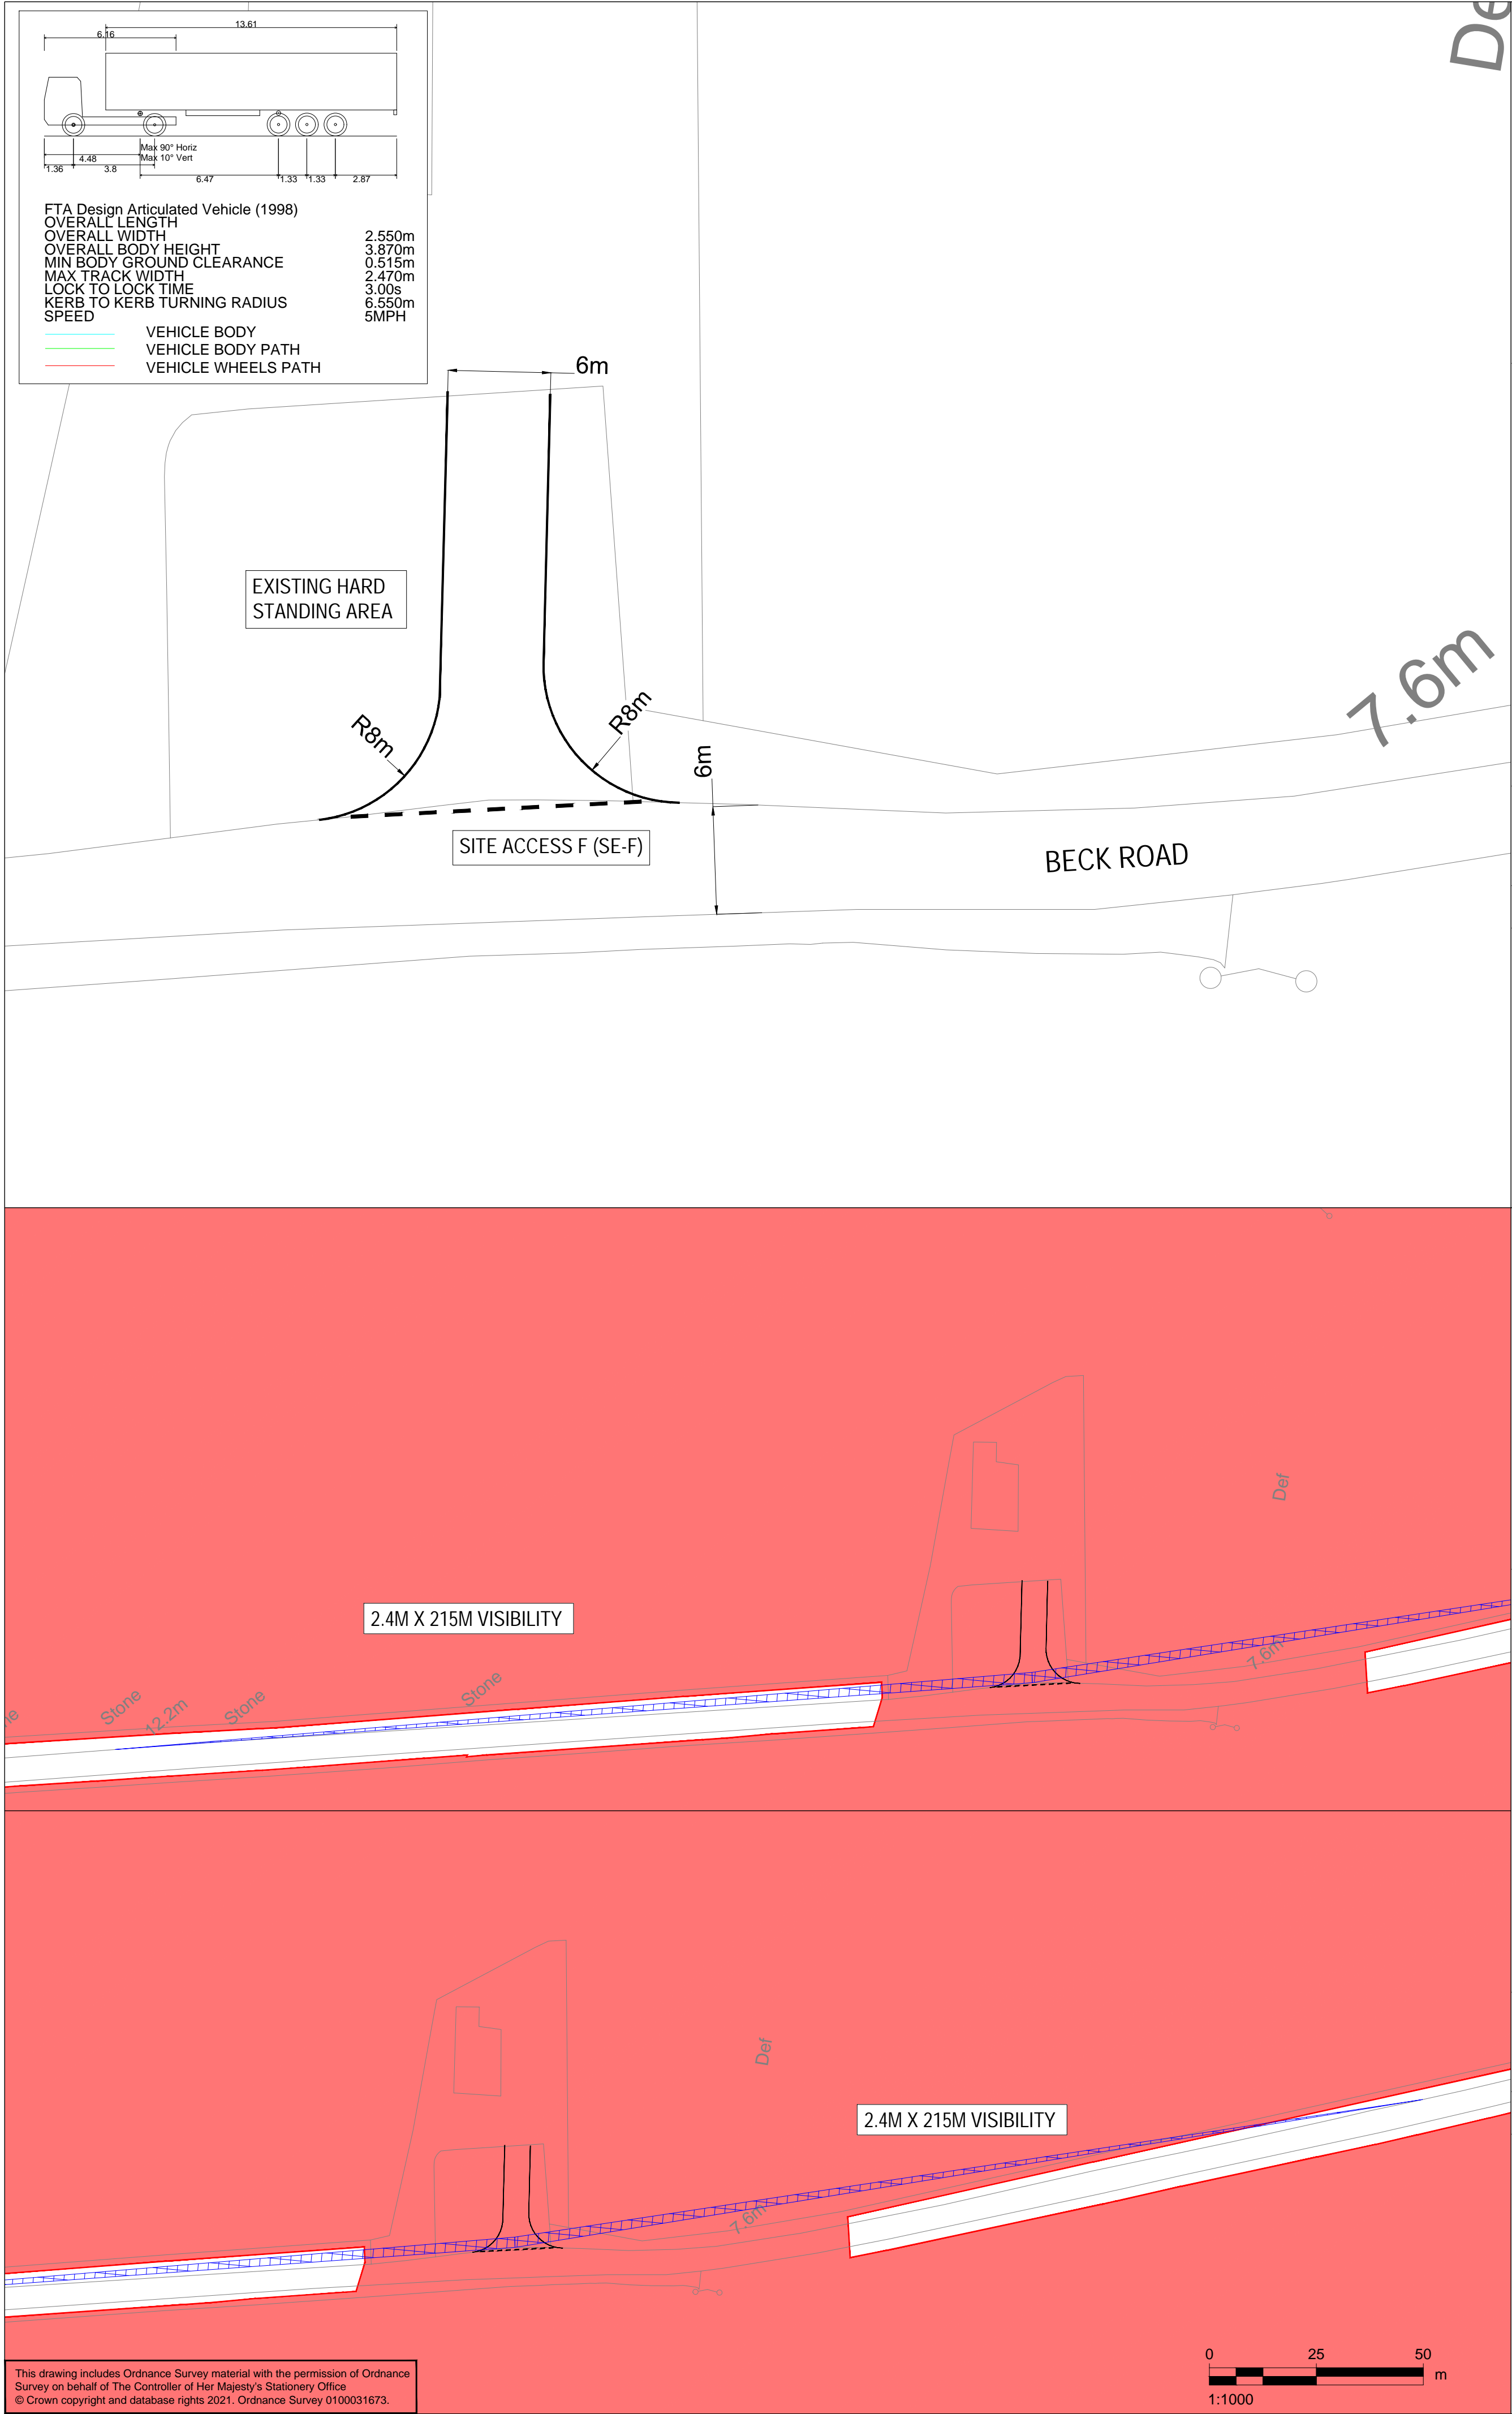 13.61
6.16
Max 90° Horiz
Max 10° Vert
4.48
1.36 3.8
6.47 1.33 1.33 2.87
FTA Design Articulated Vehicle (1998)
OVERALL LENGTH
OVERALL WIDTH 2.550m
OVERALL BODY HEIGHT 3.870m
MIN BODY GROUND CLEARANCE 0.515m
MAX TRACK WIDTH 2.470m
LOCK TO LOCK TIME 3.00s
KERB TO KERB TURNING RADIUS 6.550m
SPEED 5MPH
VEHICLE BODY
VEHICLE BODY PATH
VEHICLE WHEELS PATH
De
6m
EXISTING HARD
STANDING AREA
7.6m
R8m
R8m
6m
SITE ACCESS F (SE-F)
BECK ROAD
Def
2.4M X 215M VISIBILITY
7.6m
Stone
Stone
Stone
12.2m
ne
Def
2.4M X 215M VISIBILITY
7.6m
This drawing includes Ordnance Survey material with the permission of Ordnance
Survey on behalf of The Controller of Her Majesty's Stationery Office
© Crown copyright and database rights 2021. Ordnance Survey 0100031673.
0 25 50
m
1:1000